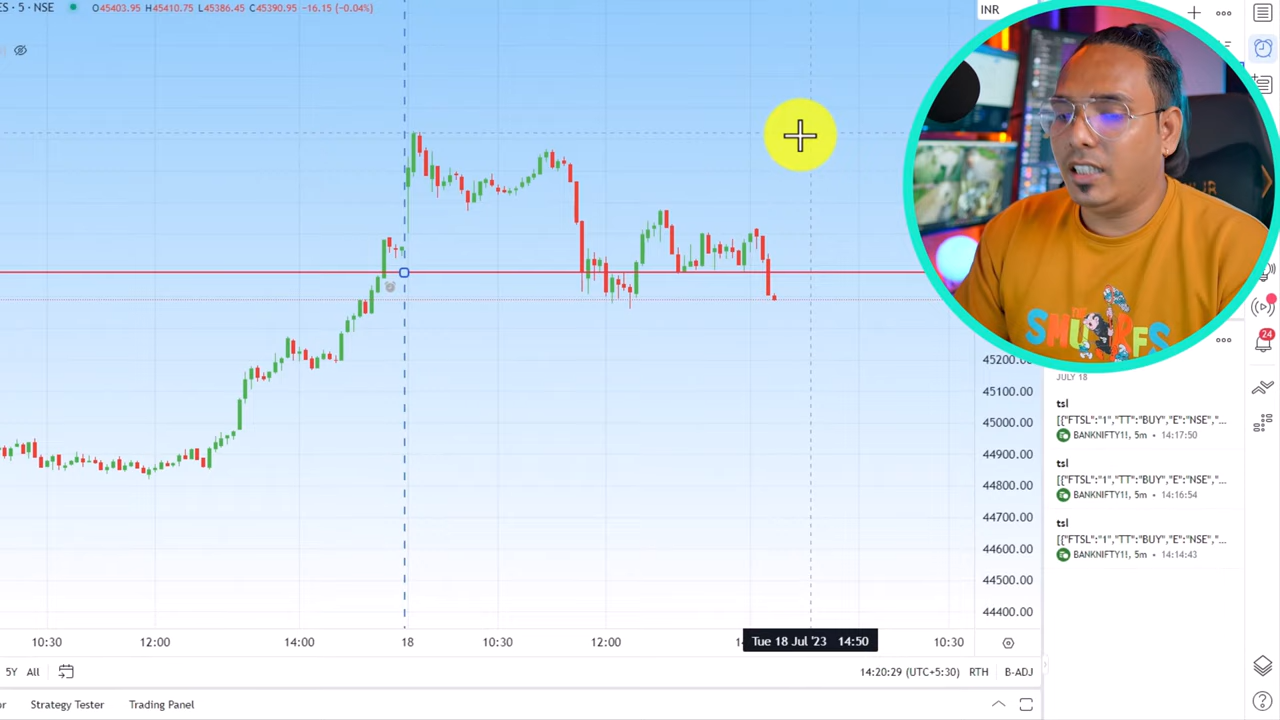 ES · 5 · NSE O45403.95 H45410.75 L45386.45 C45390.95 -16.15 (-0.04%)
INR
SMURFS
24
45200.
45100.00
45000.00
44900.00
44800.00
44700.00
44600.00
44500.00
44400.00
JULY 18
tsl
[{"FTSL":"1","TT":"BUY","E":"NSE","...
BANKNIFTY1!, 5m • 14:17:50
tsl
[{"FTSL":"1","TT":"BUY","E":"NSE","...
BANKNIFTY1!, 5m • 14:16:54
tsl
[{"FTSL":"1","TT":"BUY","E":"NSE","...
BANKNIFTY1!, 5m • 14:14:43
10:30 12:00 14:00 18 10:30 12:00 Tue 18 Jul '23 14:50 10:30
5Y All 14:20:29 (UTC+5:30) RTH B-ADJ
or Strategy Tester Trading Panel